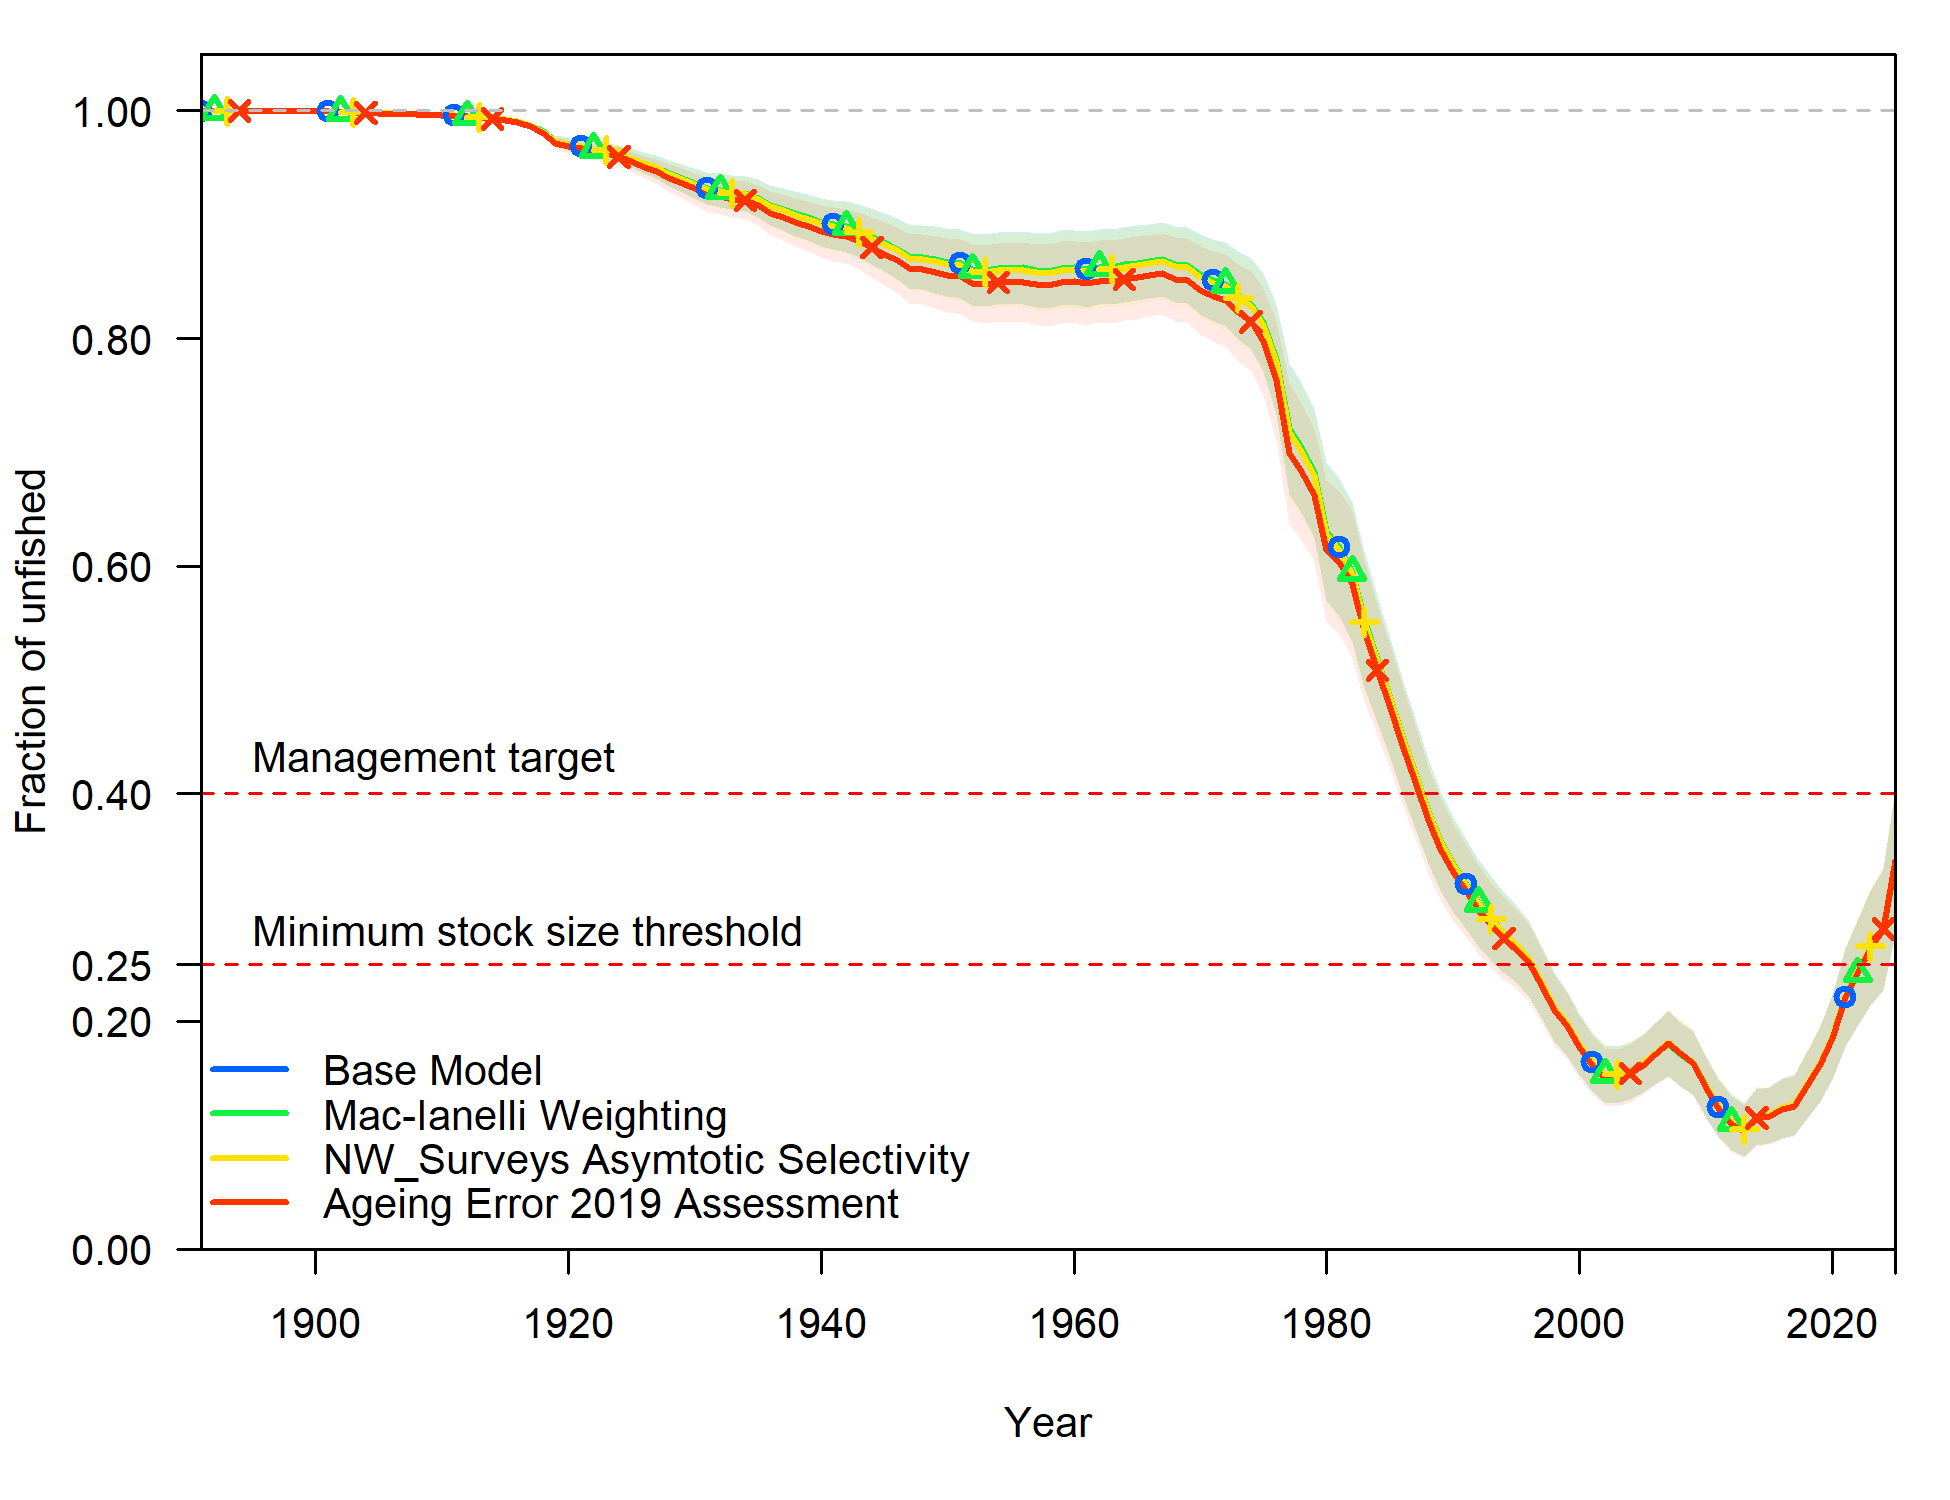 1.00
0.80
0.60
0.40
0.25
0.20
0.00
Fraction of unfished
Management target
Minimum stock size threshold
Base Model
Mac-Ianelli Weighting
NW_Surveys Asymtotic Selectivity
Ageing Error 2019 Assessment
1900 1920 1940 1960 1980 2000 2020
Year